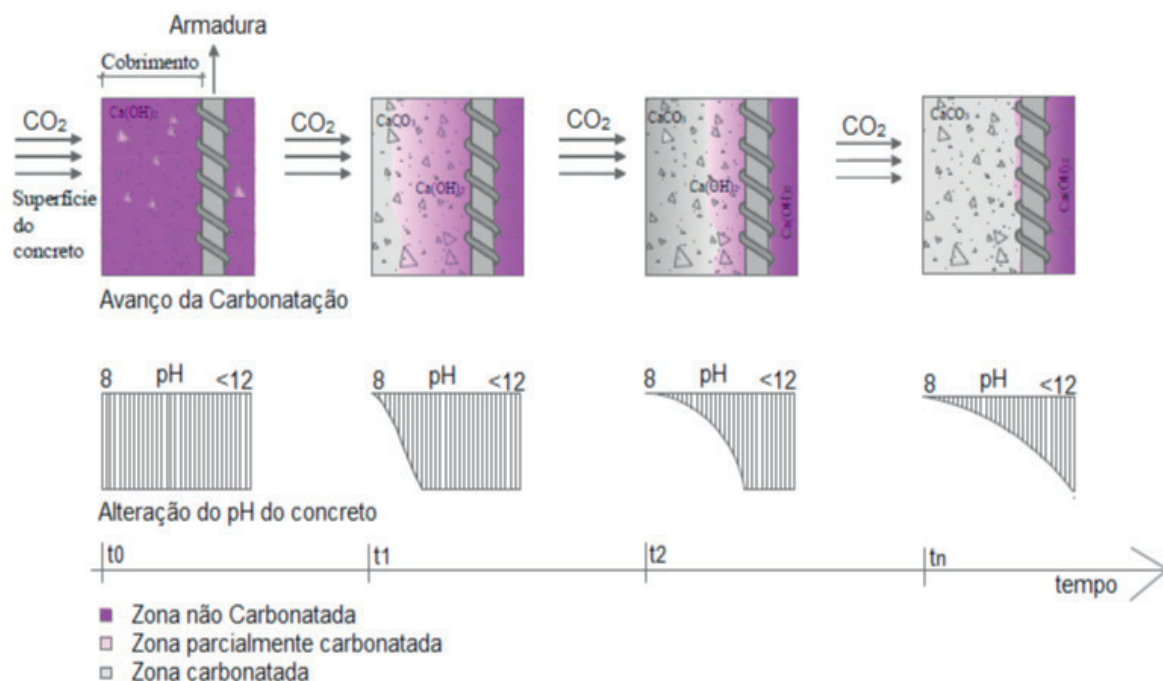 Armadura
Cobrimento
CO₂
Superfície
do
concreto
Ca(OH)₂
CO₂
CaCO₃
Ca(OH)₂
CO₂
CaCO₃
Ca(OH)₂
Ca(OH)₂
CO₂
CaCO₃
Ca(OH)₂
Avanço da Carbonatação
8 pH <12
8 pH <12
8 pH <12
8 pH <12
Alteração do pH do concreto
t0
t1
t2
tn
tempo
Zona não Carbonatada
Zona parcialmente carbonatada
Zona carbonatada